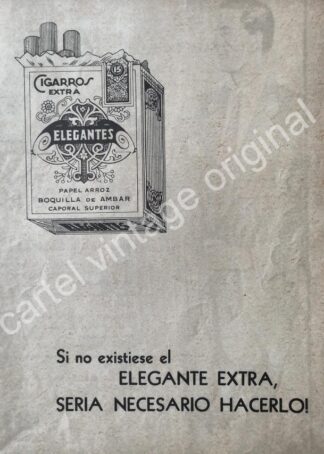 CIGARROS
EXTRA
15
ELEGANTES
PAPEL ARROZ
BOQUILLA DE AMBAR
CAPORAL SUPERIOR
ELEGANTES
cartel vintage original
Si no existiese el
ELEGANTE EXTRA,
SERIA NECESARIO HACERLO!